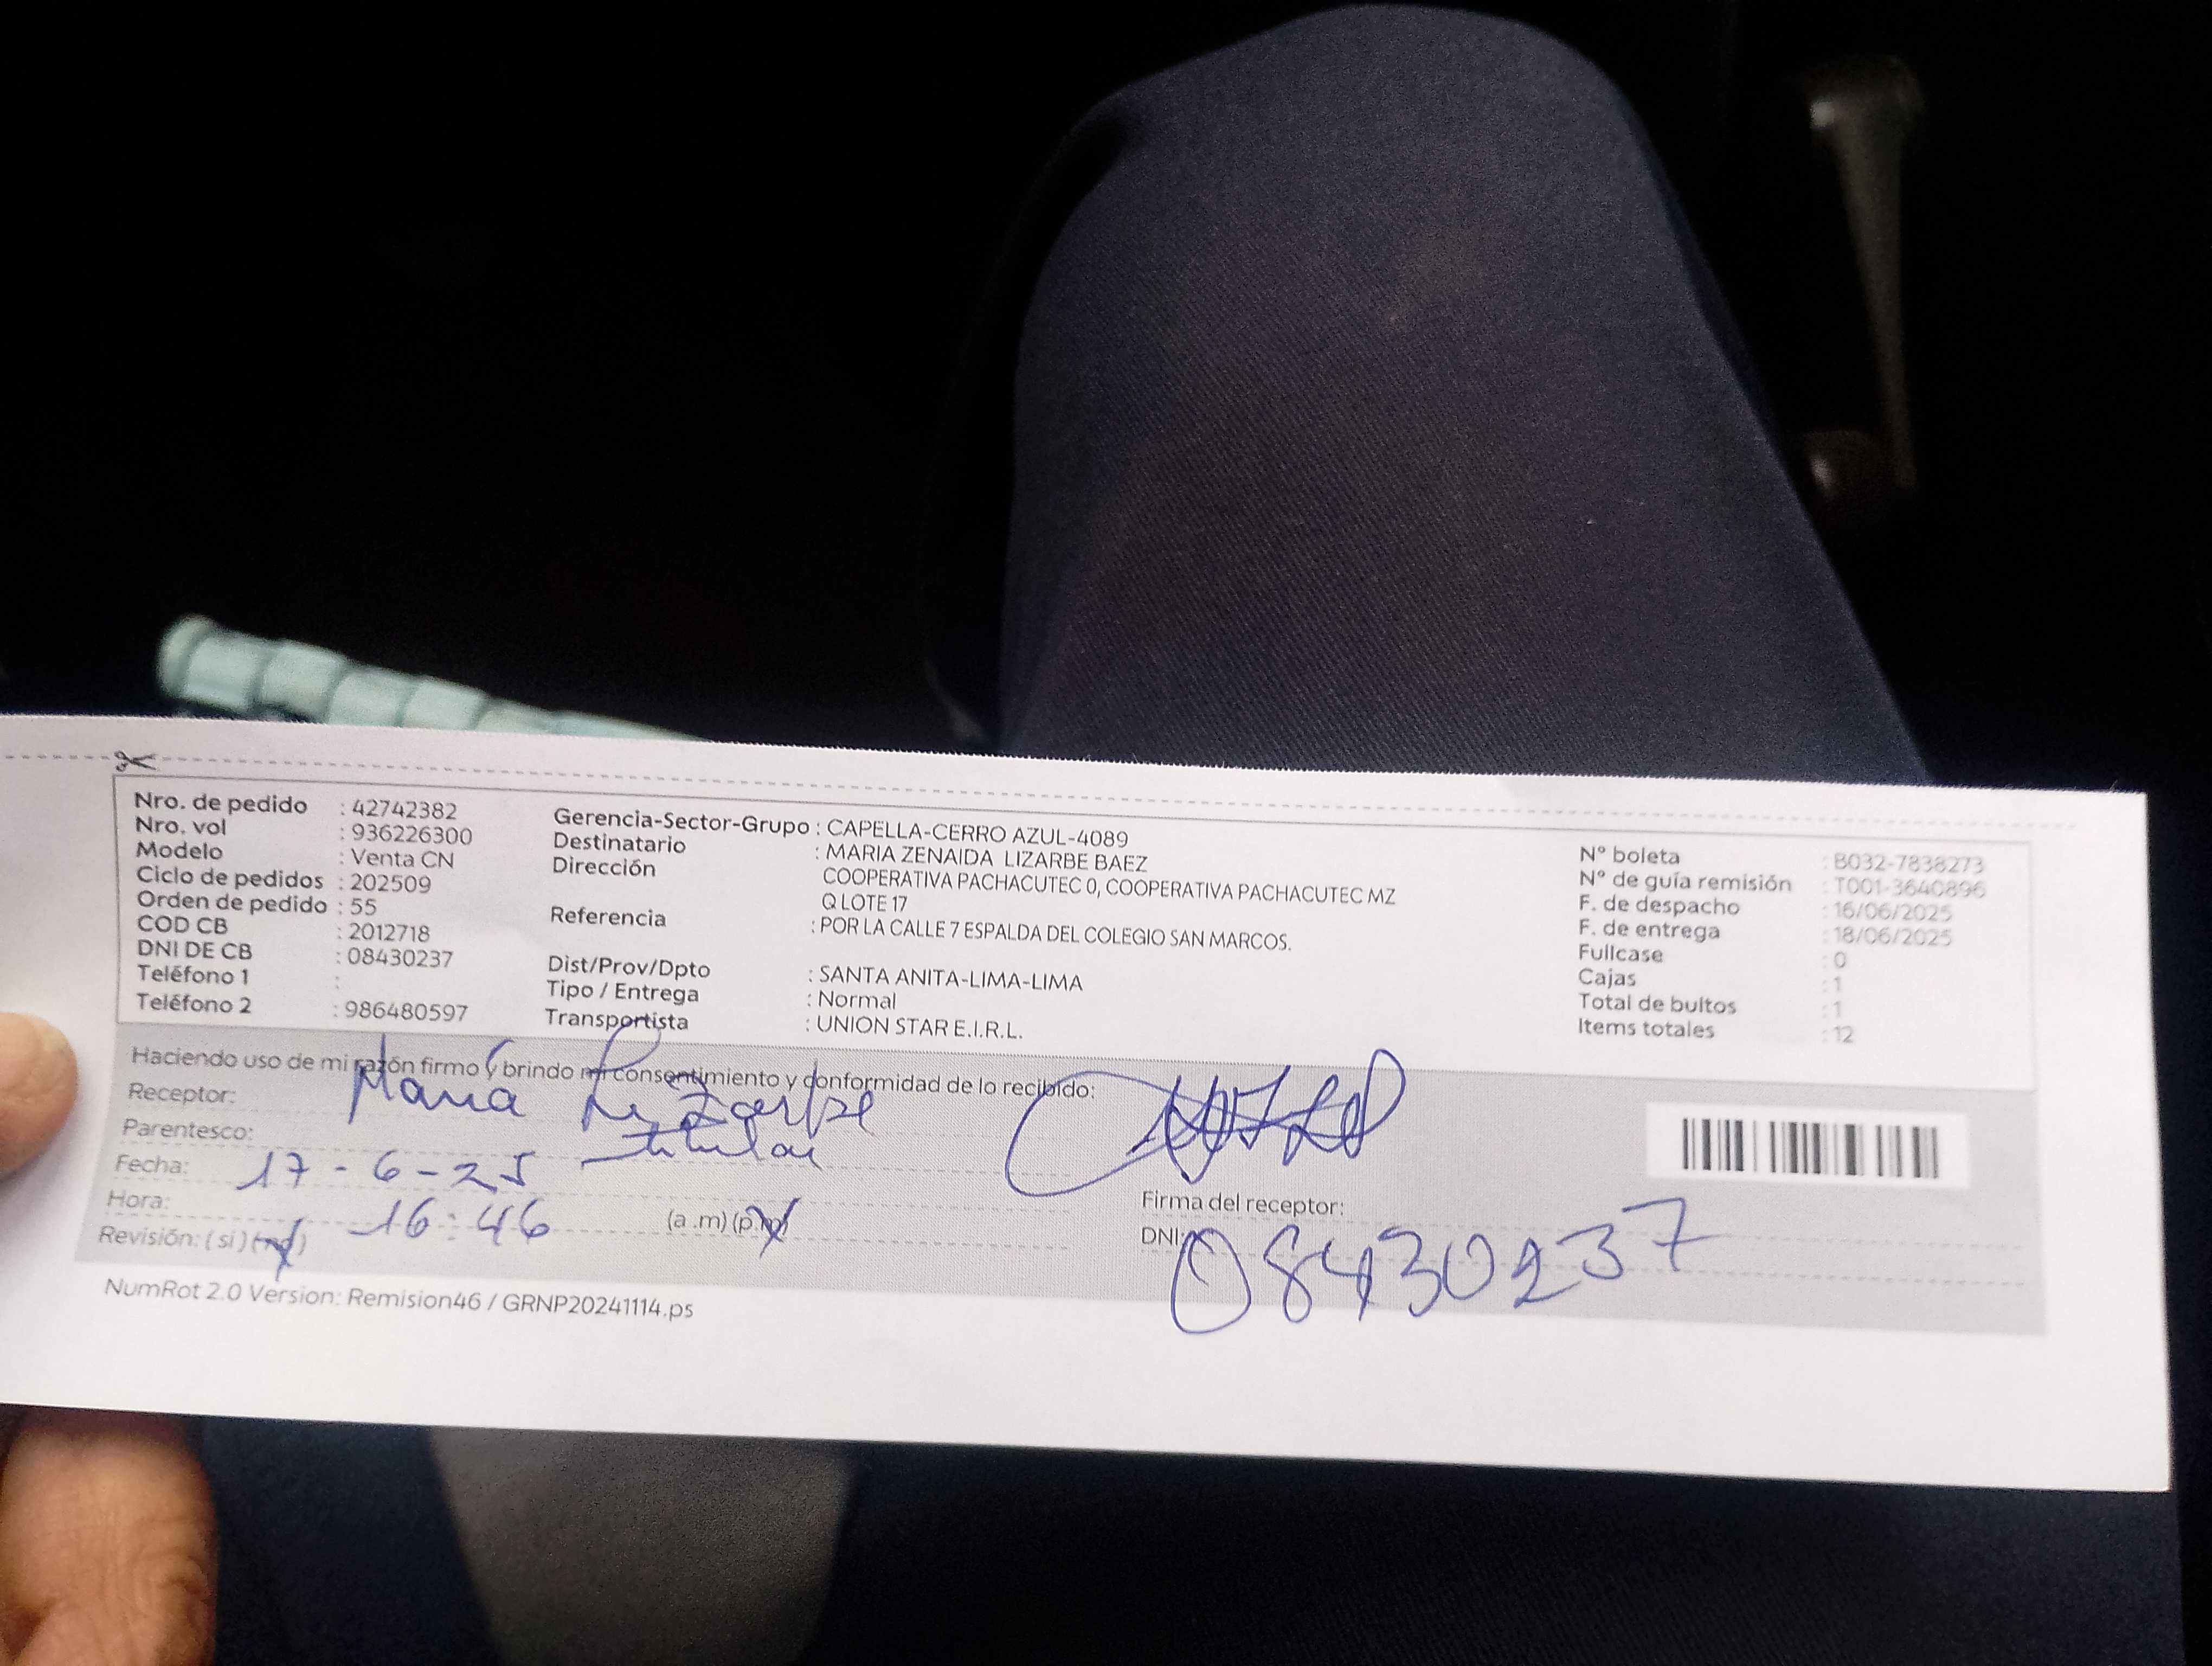 Nro. de pedido : 42742382
Nro. vol : 936226300
Modelo : Venta CN
Ciclo de pedidos : 202509
Orden de pedido : 55
COD CB : 2012718
DNI DE CB : 08430237
Teléfono 1 :
Teléfono 2 : 986480597
Gerencia-Sector-Grupo : CAPELLA-CERRO AZUL-4089
Destinatario : MARIA ZENAIDA LIZARBE BAEZ
Dirección COOPERATIVA PACHACUTEC 0, COOPERATIVA PACHACUTEC MZ
Q LOTE 17
Referencia : POR LA CALLE 7 ESPALDA DEL COLEGIO SAN MARCOS.
Dist/Prov/Dpto : SANTA ANITA-LIMA-LIMA
Tipo / Entrega : Normal
Transportista : UNION STAR E.I.R.L.
N° boleta : B032-7838273
N° de guía remisión : T001-3640896
F. de despacho : 16/06/2025
F. de entrega : 18/06/2025
Fullcase : 0
Cajas : 1
Total de bultos : 1
Items totales : 12
Haciendo uso de mi razón firmo y brindo mi consentimiento y conformidad de lo recibido:
Receptor: Maria Lizarbe
Parentesco: titular
Fecha: 17-6-25
Hora: 16:46 (a .m) (p.m)
Revisión: ( si ) ( no )
Firma del receptor:
DNI: 08430237
NumRot 2.0 Version: Remision46 / GRNP20241114.ps